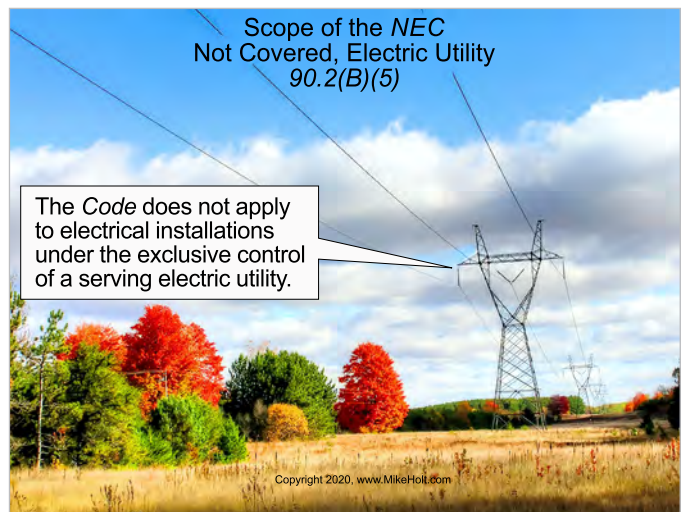 Scope of the NEC
Not Covered, Electric Utility
90.2(B)(5)
The Code does not apply
to electrical installations
under the exclusive control
of a serving electric utility.
Copyright 2020, www.MikeHolt.com